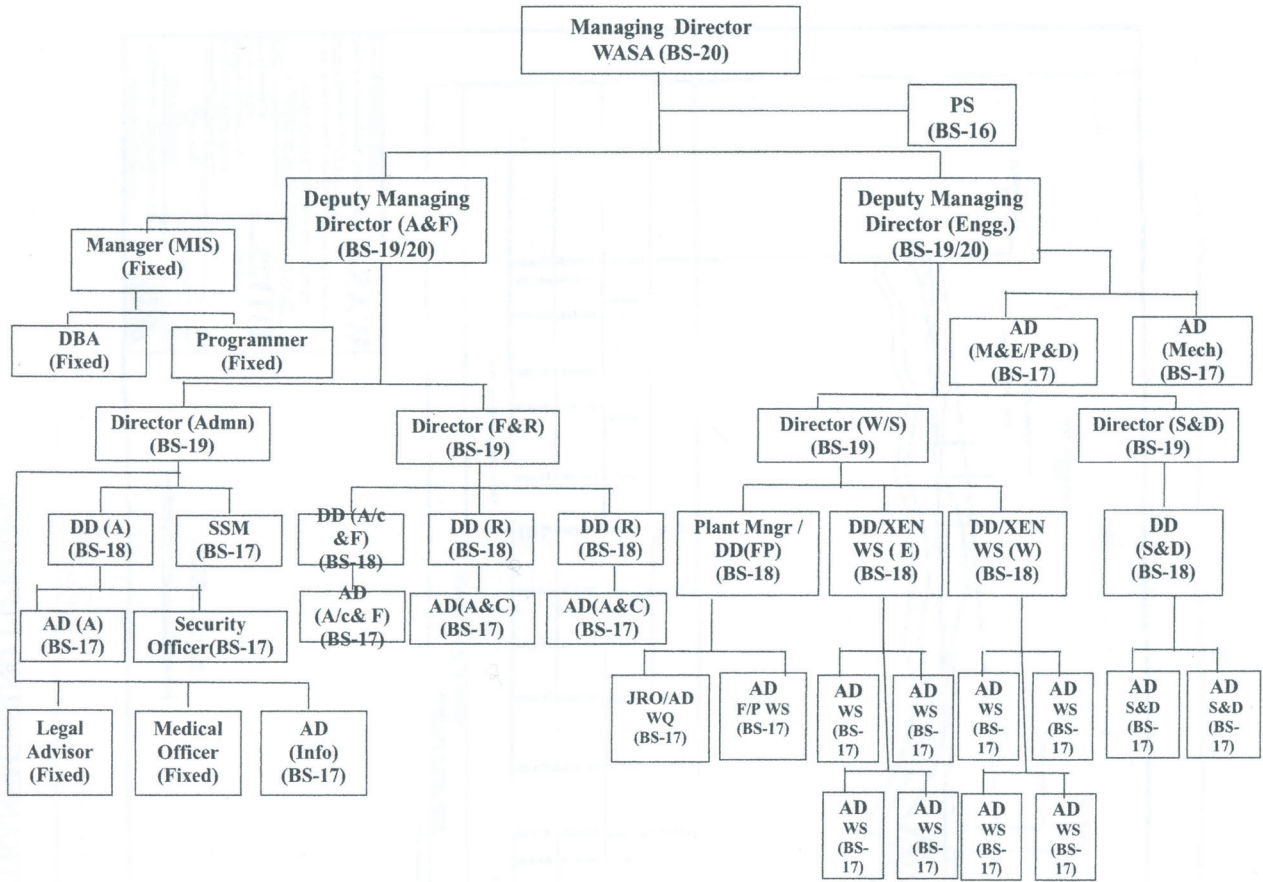 Managing Director
WASA (BS-20)
PS
(BS-16)
Deputy Managing
Director (A&F)
(BS-19/20)
Deputy Managing
Director (Engg.)
(BS-19/20)
Manager (MIS)
(Fixed)
DBA
(Fixed)
Programmer
(Fixed)
AD
(M&E/P&D)
(BS-17)
AD
(Mech)
(BS-17)
Director (Admn)
(BS-19)
Director (F&R)
(BS-19)
Director (W/S)
(BS-19)
Director (S&D)
(BS-19)
DD (A)
(BS-18)
SSM
(BS-17)
DD (A/c
&F)
(BS-18)
DD (R)
(BS-18)
DD (R)
(BS-18)
Plant Mngr /
DD(FP)
(BS-18)
DD/XEN
WS ( E)
(BS-18)
DD/XEN
WS (W)
(BS-18)
DD
(S&D)
(BS-18)
AD (A)
(BS-17)
Security
Officer(BS-17)
AD
(A/c& F)
(BS-17)
AD(A&C)
(BS-17)
AD(A&C)
(BS-17)
Legal
Advisor
(Fixed)
Medical
Officer
(Fixed)
AD
(Info)
(BS-17)
JRO/AD
WQ
(BS-17)
AD
F/P WS
(BS-17)
AD
WS
(BS-
17)
AD
WS
(BS-
17)
AD
WS
(BS-
17)
AD
WS
(BS-
17)
AD
S&D
(BS-
17)
AD
S&D
(BS-
17)
AD
WS
(BS-
17)
AD
WS
(BS-
17)
AD
WS
(BS-
17)
AD
WS
(BS-
17)